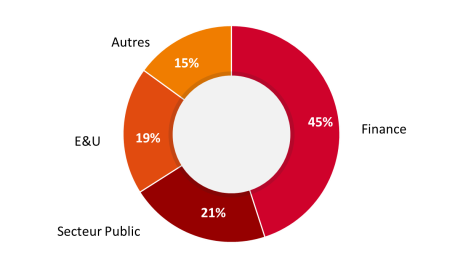 Autres
15%
45%
Finance
19%
E&U
21%
Secteur Public